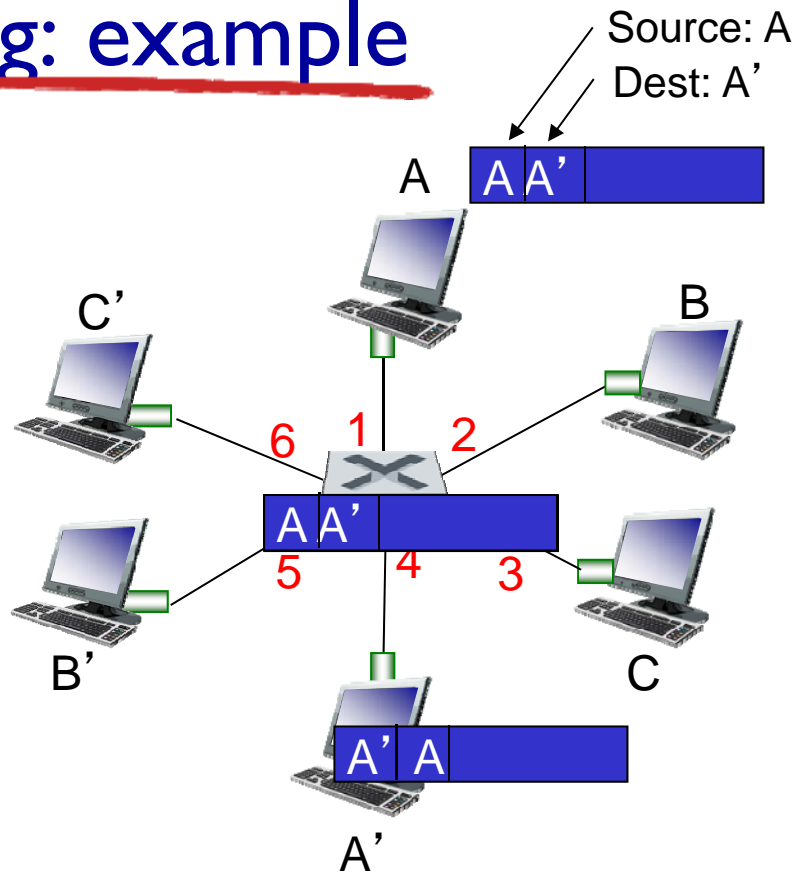 g: example
Source: A
Dest: A’
A
A A’
C’
B
6 1 2
A A’
5 4 3
B’
C
A’ A
A’